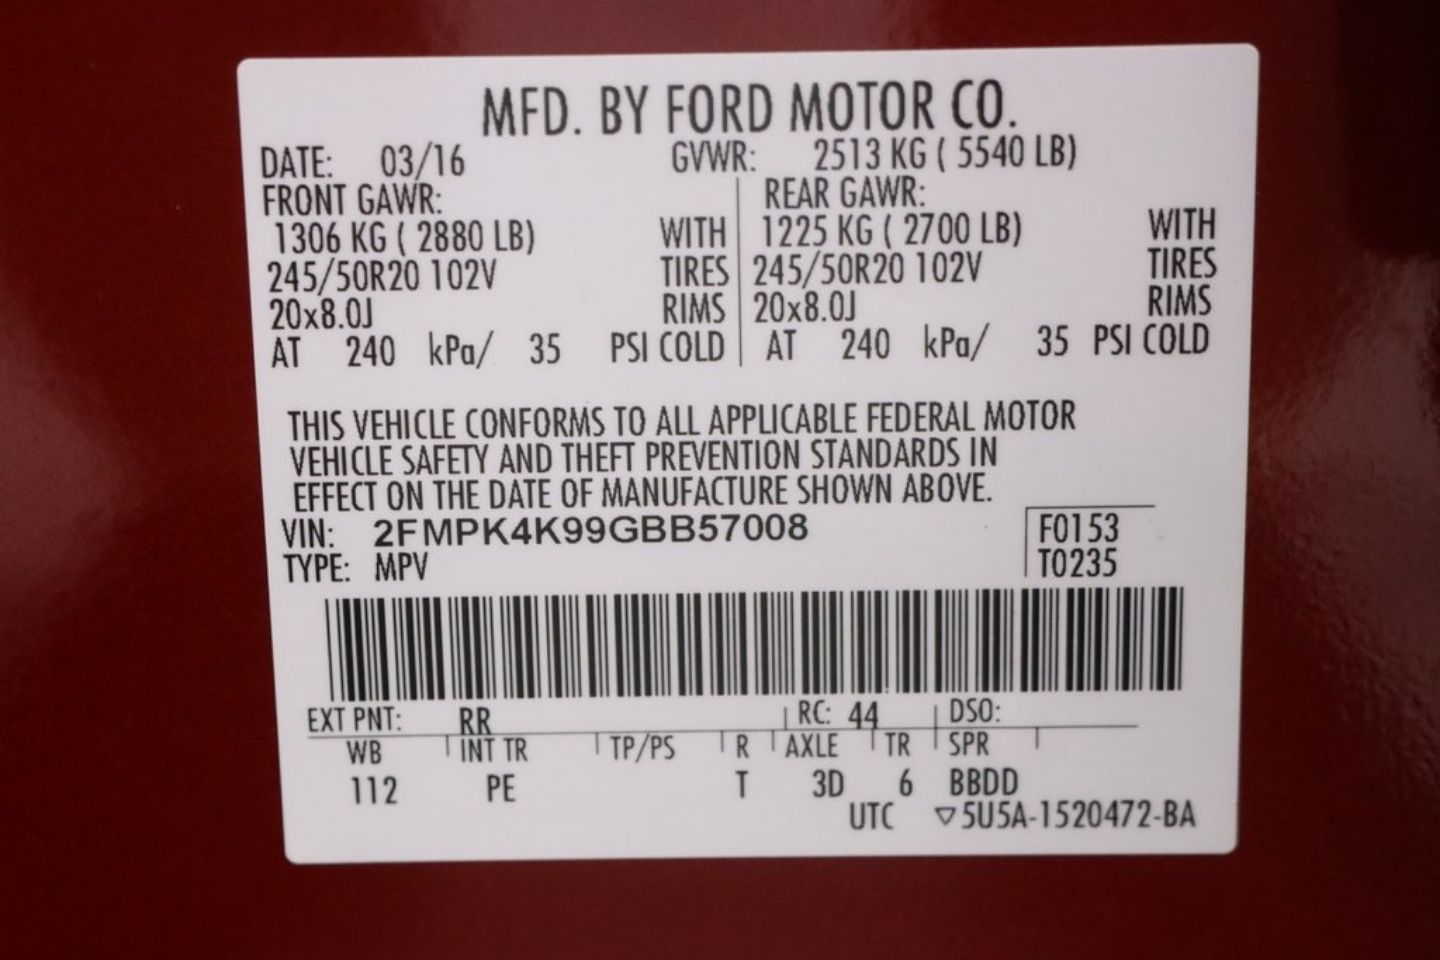 MFD. BY FORD MOTOR CO.
DATE: 03/16 GVWR: 2513 KG ( 5540 LB)
FRONT GAWR: REAR GAWR:
1306 KG ( 2880 LB) WITH 1225 KG ( 2700 LB) WITH
245/50R20 102V TIRES 245/50R20 102V TIRES
20x8.0J RIMS 20x8.0J RIMS
AT 240 kPa/ 35 PSI COLD AT 240 kPa/ 35 PSI COLD
THIS VEHICLE CONFORMS TO ALL APPLICABLE FEDERAL MOTOR
VEHICLE SAFETY AND THEFT PREVENTION STANDARDS IN
EFFECT ON THE DATE OF MANUFACTURE SHOWN ABOVE.
VIN: 2FMPK4K99GBB57008 F0153
TYPE: MPV T0235
EXT PNT: RR RC: 44 DSO:
WB INT TR TP/PS R AXLE TR SPR
112 PE T 3D 6 BBDD
UTC ▽5U5A-1520472-BA